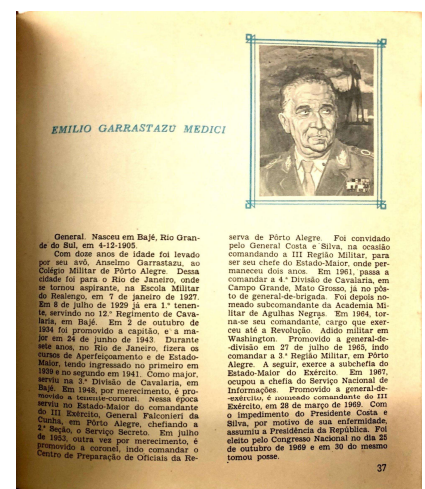 EMILIO GARRASTAZÚ MEDICI
General. Nasceu em Bajé, Rio Gran-
de do Sul, em 4-12-1905.
Com doze anos de idade foi levado
por seu avô, Anselmo Garrastazu, ao
Colégio Militar de Pôrto Alegre. Dessa
cidade foi para o Rio de Janeiro, onde
se tornou aspirante, na Escola Militar
do Realengo, em 7 de janeiro de 1927.
Em 8 de julho de 1929 já era 1.º tenen-
te, servindo no 12.º Regimento de Cava-
laria, em Bajé. Em 2 de outubro de
1934 foi promovido a capitão, e a ma-
jor em 24 de junho de 1943. Durante
sete anos, no Rio de Janeiro, fizera os
cursos de Aperfeiçoamento e de Estado-
Maior, tendo ingressado no primeiro em
1939 e no segundo em 1941. Como major,
serviu na 3.ª Divisão de Cavalaria, em
Bajé. Em 1948, por merecimento, é pro-
movido a tenente-coronel. Nessa época
serviu no Estado-Maior do comandante
do III Exército, General Falconieri da
Cunha, em Pôrto Alegre, chefiando a
2.ª Seção, o Serviço Secreto. Em julho
de 1953, outra vez por merecimento, é
promovido a coronel, indo comandar o
Centro de Preparação de Oficiais da Re-
serva de Pôrto Alegre. Foi convidado
pelo General Costa e Silva, na ocasião
comandando a III Região Militar, para
ser seu chefe do Estado-Maior, onde per-
maneceu dois anos. Em 1961, passa a
comandar a 4.ª Divisão de Cavalaria, em
Campo Grande, Mato Grosso, já no pôs-
to de general-de-brigada. Foi depois no-
meado subcomandante da Academia Mi-
litar de Agulhas Negras. Em 1964, tor-
na-se seu comandante, cargo que exer-
ceu até a Revolução. Adido militar em
Washington. Promovido a general-de-
-divisão em 27 de julho de 1965, indo
comandar a 3.ª Região Militar, em Pôrto
Alegre. A seguir, exerce a subchefia do
Estado-Maior do Exército. Em 1967,
ocupou a chefia do Serviço Nacional de
Informações. Promovido a general-de-
-exército, é nomeado comandante do III
Exército, em 28 de março de 1969. Com
o impedimento do Presidente Costa e
Silva, por motivo de sua enfermidade,
assumiu a Presidência da República. Foi
eleito pelo Congresso Nacional no dia 25
de outubro de 1969 e em 30 do mesmo
tomou posse.
37